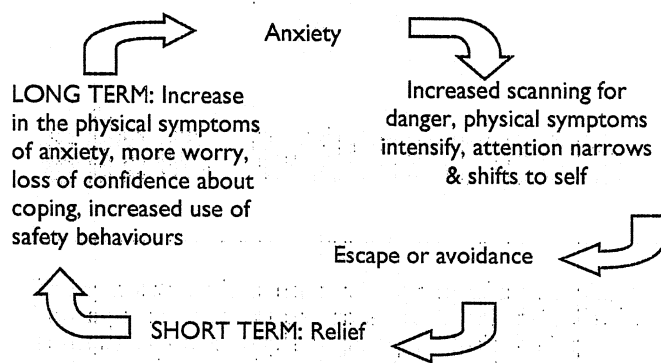 Anxiety
Increased scanning for
danger, physical symptoms
intensify, attention narrows
& shifts to self
Escape or avoidance
SHORT TERM: Relief
LONG TERM: Increase
in the physical symptoms
of anxiety, more worry,
loss of confidence about
coping, increased use of
safety behaviours